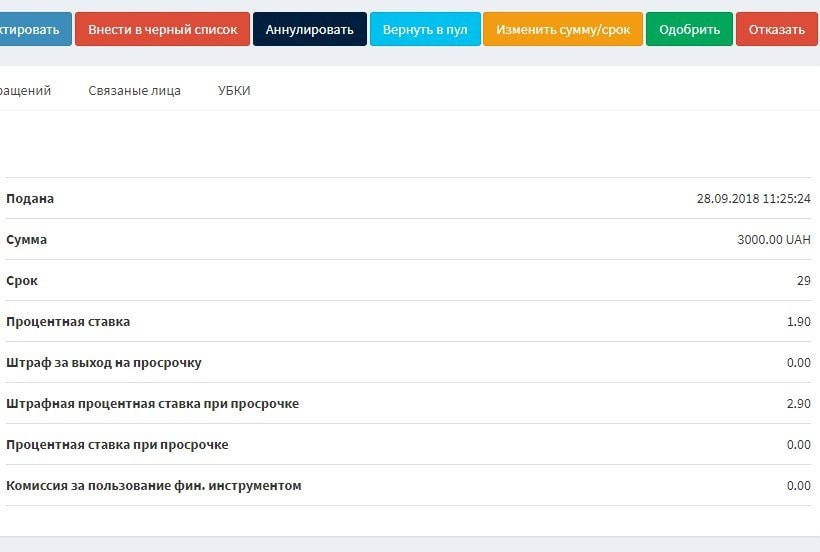 ктировать Внести в черный список Аннулировать Вернуть в пул Изменить сумму/срок Одобрить Отказать
ращений Связаные лица УБКИ
Подана 28.09.2018 11:25:24
Сумма 3000.00 UAH
Срок 29
Процентная ставка 1.90
Штраф за выход на просрочку 0.00
Штрафная процентная ставка при просрочке 2.90
Процентная ставка при просрочке 0.00
Комиссия за пользование фин. инструментом 0.00